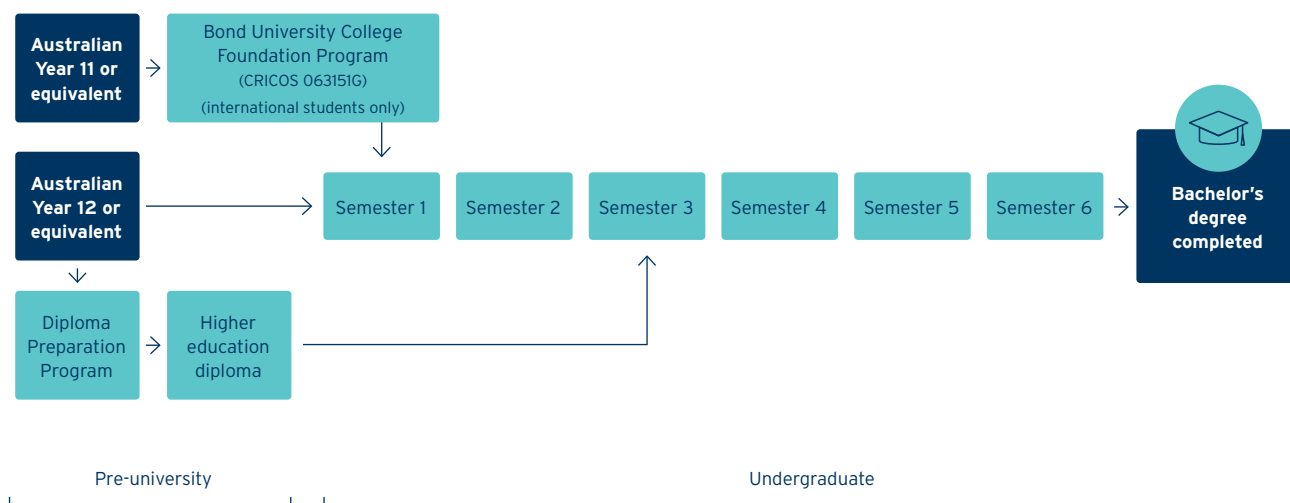 Australian
Year 11 or
equivalent
Bond University College
Foundation Program
(CRICOS 063151G)
(international students only)
Australian
Year 12 or
equivalent
Semester 1
Semester 2
Semester 3
Semester 4
Semester 5
Semester 6
Bachelor's
degree
completed
Diploma
Preparation
Program
Higher
education
diploma
Pre-university
Undergraduate